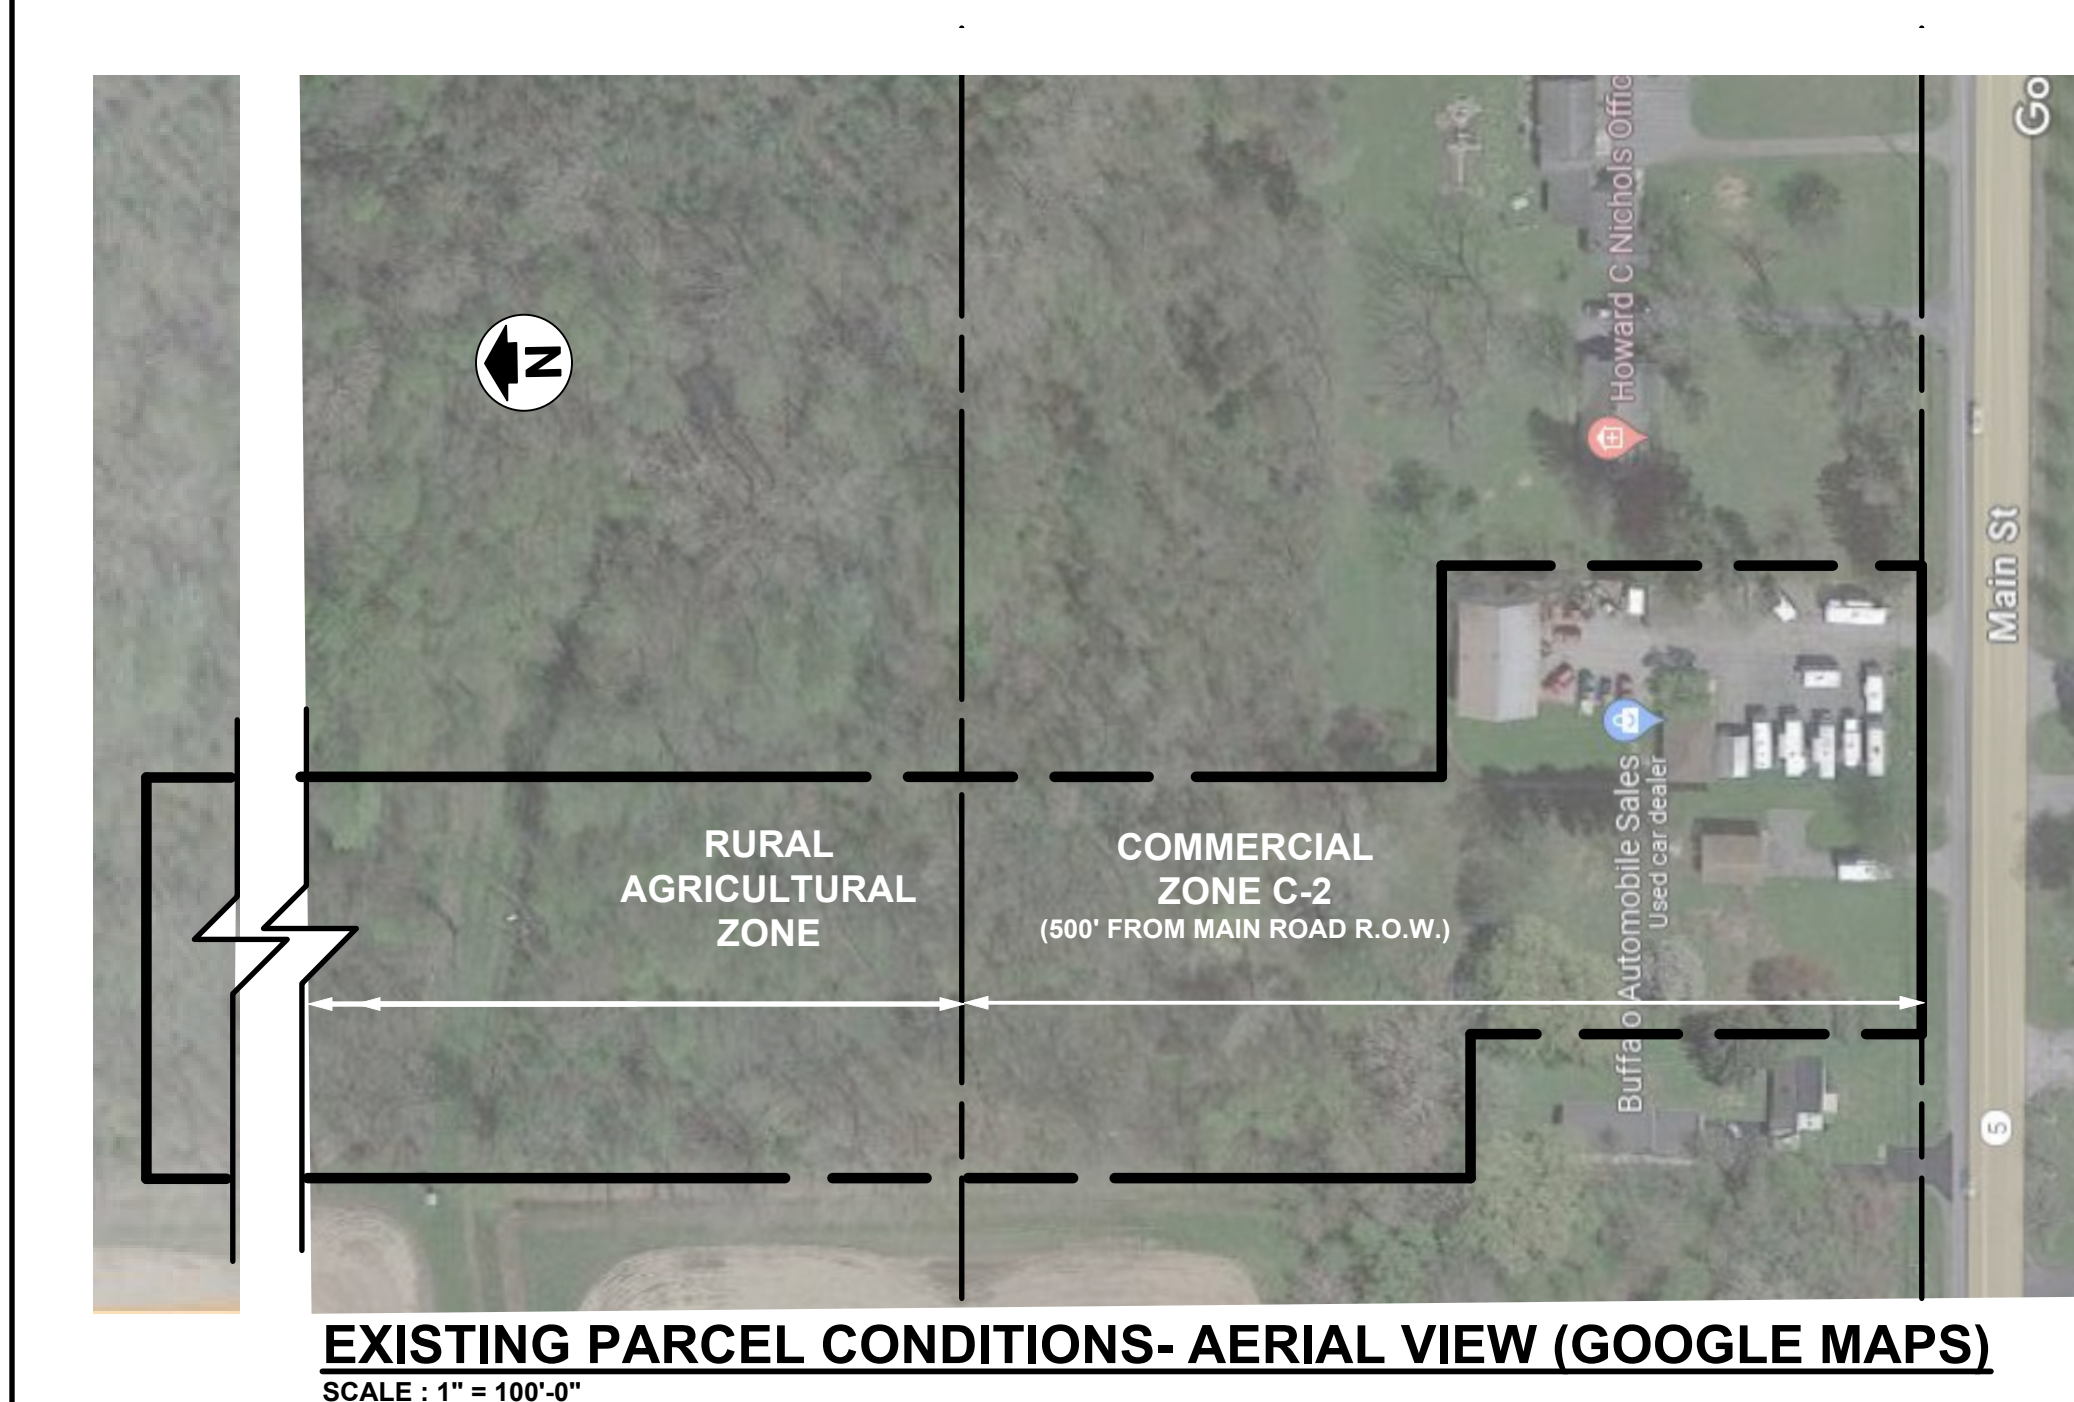 Go
Howard C Nichols Offic
N
Main St
RURAL
AGRICULTURAL
ZONE
COMMERCIAL
ZONE C-2
(500' FROM MAIN ROAD R.O.W.)
Buffalo Automobile Sales
Used car dealer
5
EXISTING PARCEL CONDITIONS- AERIAL VIEW (GOOGLE MAPS)
SCALE : 1" = 100'-0"